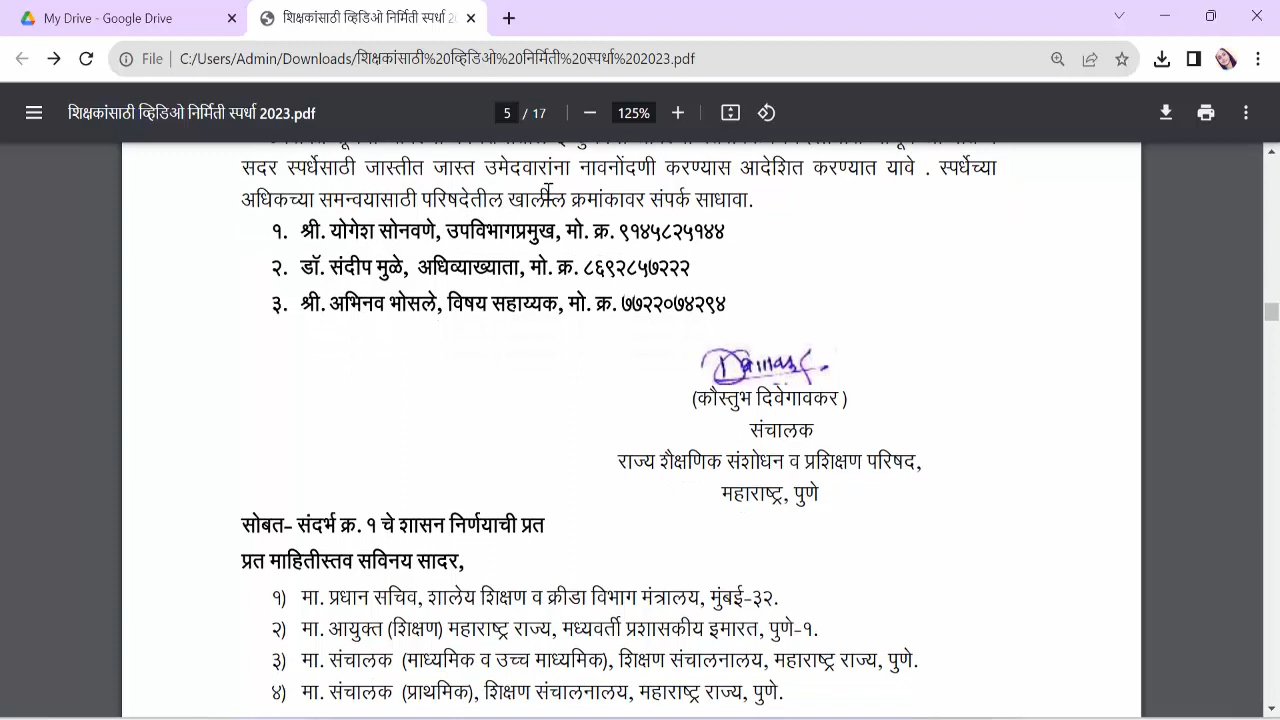 My Drive - Google Drive
शिक्षकांसाठी व्हिडिओ निर्मिती स्पर्धा 2
File C:/Users/Admin/Downloads/शिक्षकांसाठी%20व्हिडिओ%20निर्मिती%20स्पर्धा%202023.pdf
शिक्षकांसाठी व्हिडिओ निर्मिती स्पर्धा 2023.pdf
5 / 17
125%
सदर स्पर्धेसाठी जास्तीत जास्त उमेदवारांना नावनोंदणी करण्यास आदेशित करण्यात यावे . स्पर्धेच्या
अधिकच्या समन्वयासाठी परिषदेतील खालील क्रमांकावर संपर्क साधावा.
१. श्री. योगेश सोनवणे, उपविभागप्रमुख, मो. क्र. ९१४५८२५१४४
२. डॉ. संदीप मुळे, अधिव्याख्याता, मो. क्र. ८६९२८५७२२२
३. श्री. अभिनव भोसले, विषय सहाय्यक, मो. क्र. ७७२२०७४२९४
(कौस्तुभ दिवेगावकर )
संचालक
राज्य शैक्षणिक संशोधन व प्रशिक्षण परिषद,
महाराष्ट्र, पुणे
सोबत- संदर्भ क्र. १ चे शासन निर्णयाची प्रत
प्रत माहितीस्तव सविनय सादर,
१) मा. प्रधान सचिव, शालेय शिक्षण व क्रीडा विभाग मंत्रालय, मुंबई-३२.
२) मा. आयुक्त (शिक्षण) महाराष्ट्र राज्य, मध्यवर्ती प्रशासकीय इमारत, पुणे-१.
३) मा. संचालक (माध्यमिक व उच्च माध्यमिक), शिक्षण संचालनालय, महाराष्ट्र राज्य, पुणे.
४) मा. संचालक (प्राथमिक), शिक्षण संचालनालय, महाराष्ट्र राज्य, पुणे.